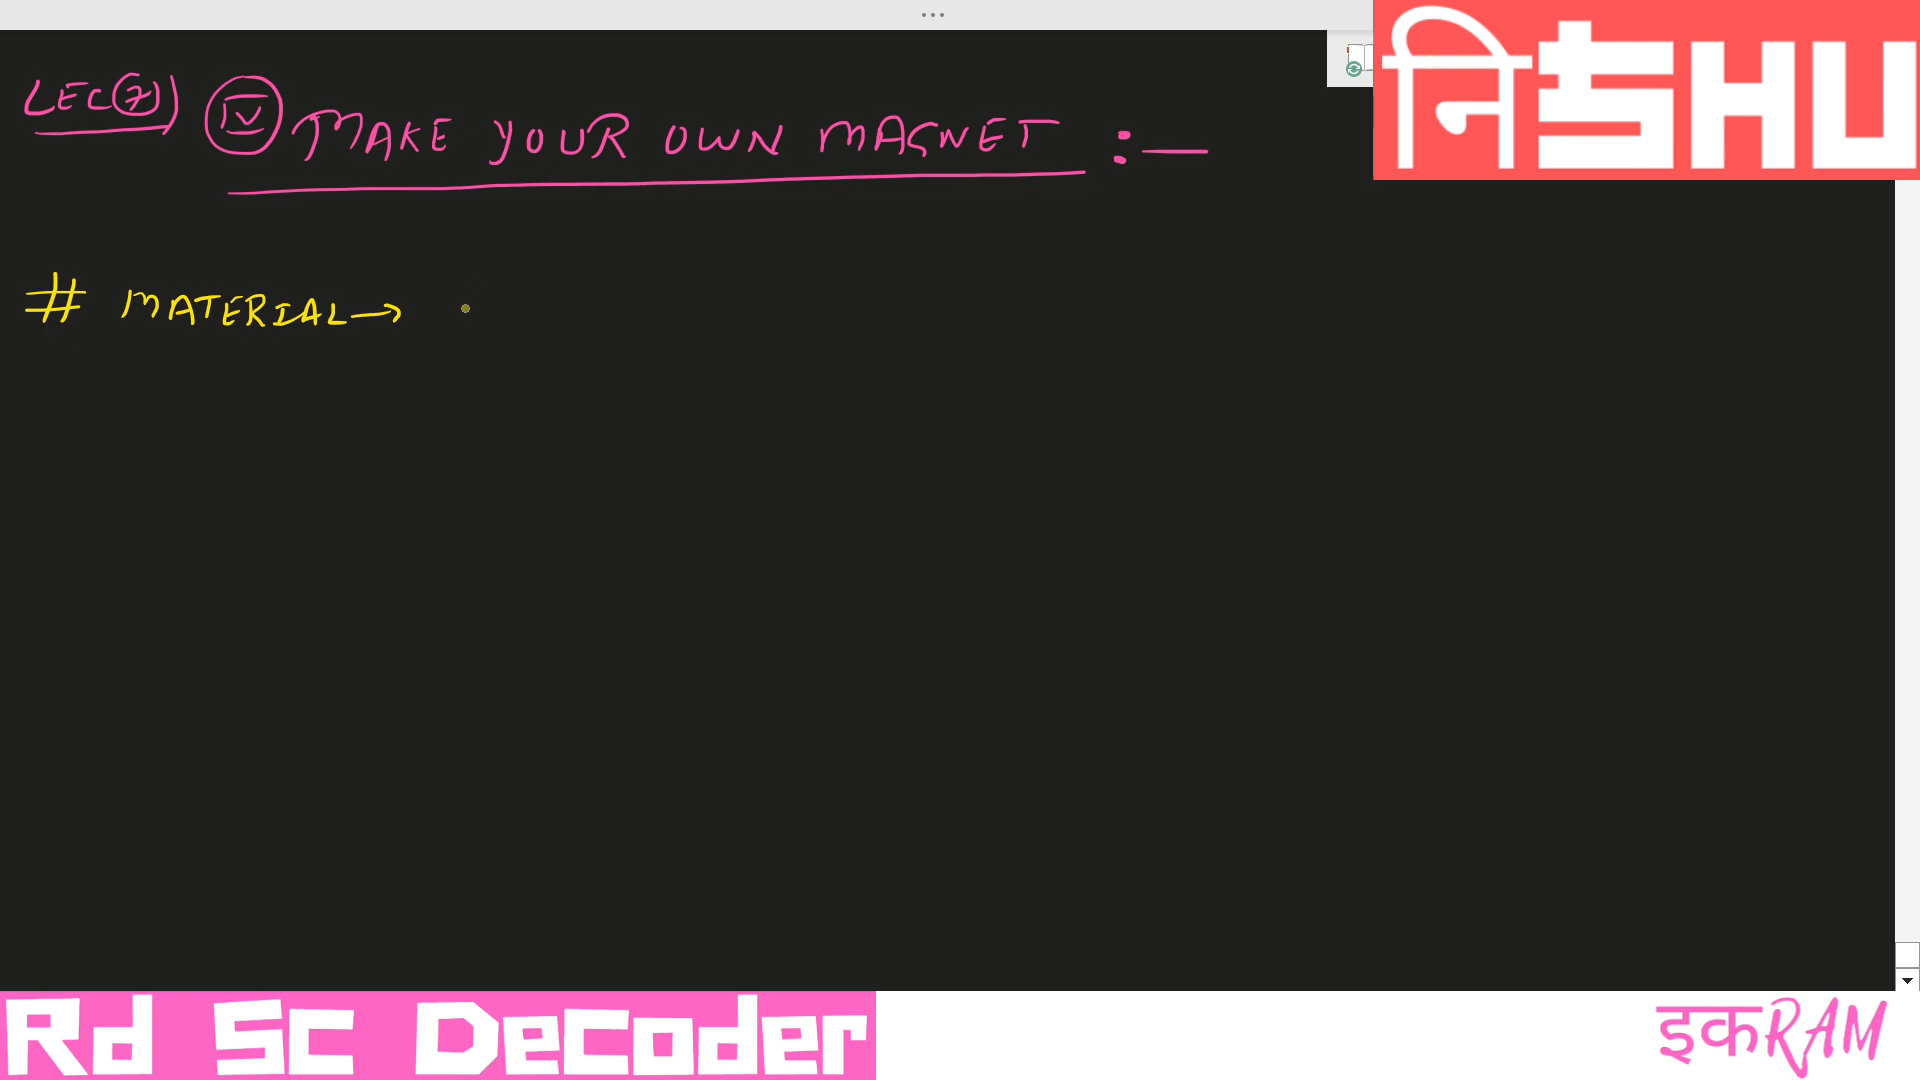 LEC(7)) (IV) MAKE YOUR OWN MAGNET :—
# MATERIAL→
निSHU
Rd Sc Decoder
इकRAM